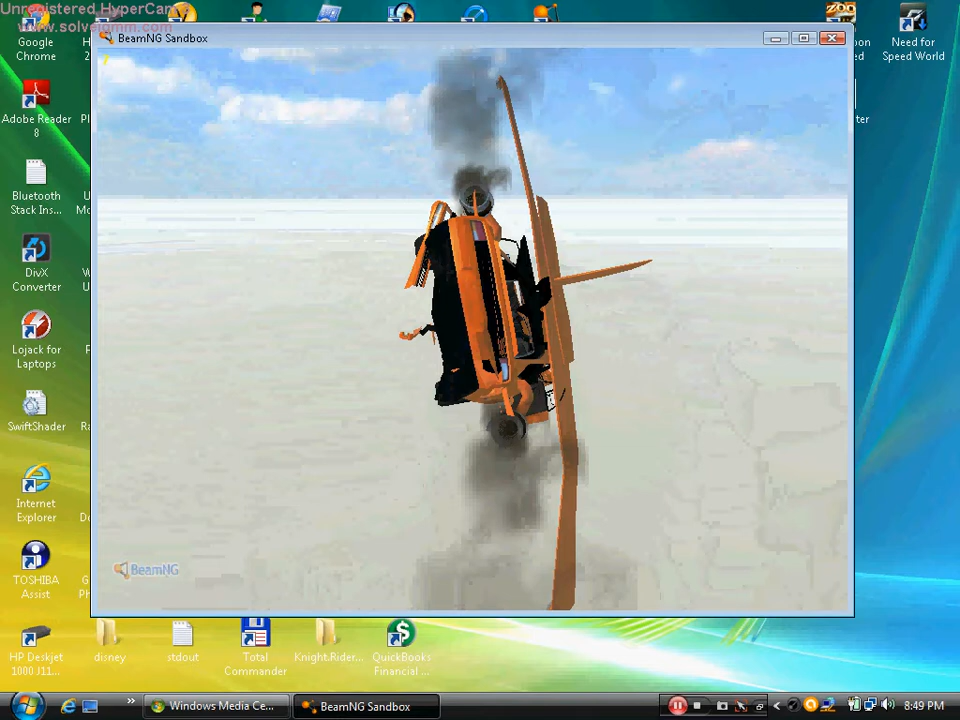 Unregistered HyperCam
www.solveigmm.com
BeamNG Sandbox
Google
Chrome
Need for
Speed World
Adobe Reader
8
Bluetooth
Stack Ins...
DivX
Converter
Lojack for
Laptops
SwiftShader
Internet
Explorer
TOSHIBA
Assist
BeamNG
HP Deskjet
1000 J11...
disney
stdout
Total
Commander
Knight.Rider...
QuickBooks
Financial ...
Windows Media Ce...
BeamNG Sandbox
8:49 PM